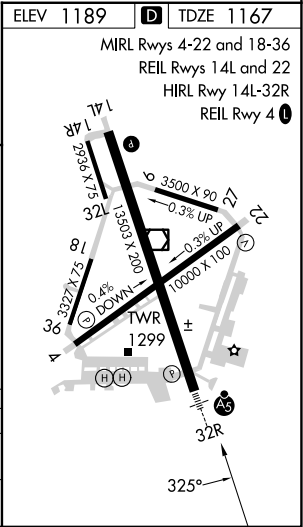 ELEV 1189 D TDZE 1167
MIRL Rwys 4-22 and 18-36
REIL Rwys 14L and 22
HIRL Rwy 14L-32R
REIL Rwy 4 L
14L
14R
2936 X 75
32L
P
9
3500 X 90
0.3% UP
27
22
13503 X 200
0.3% UP
V
18
3327 X 75
36
0.4%
DOWN
10000 X 100
P
4
TWR
1299
±
H H
P
A5
32R
325°